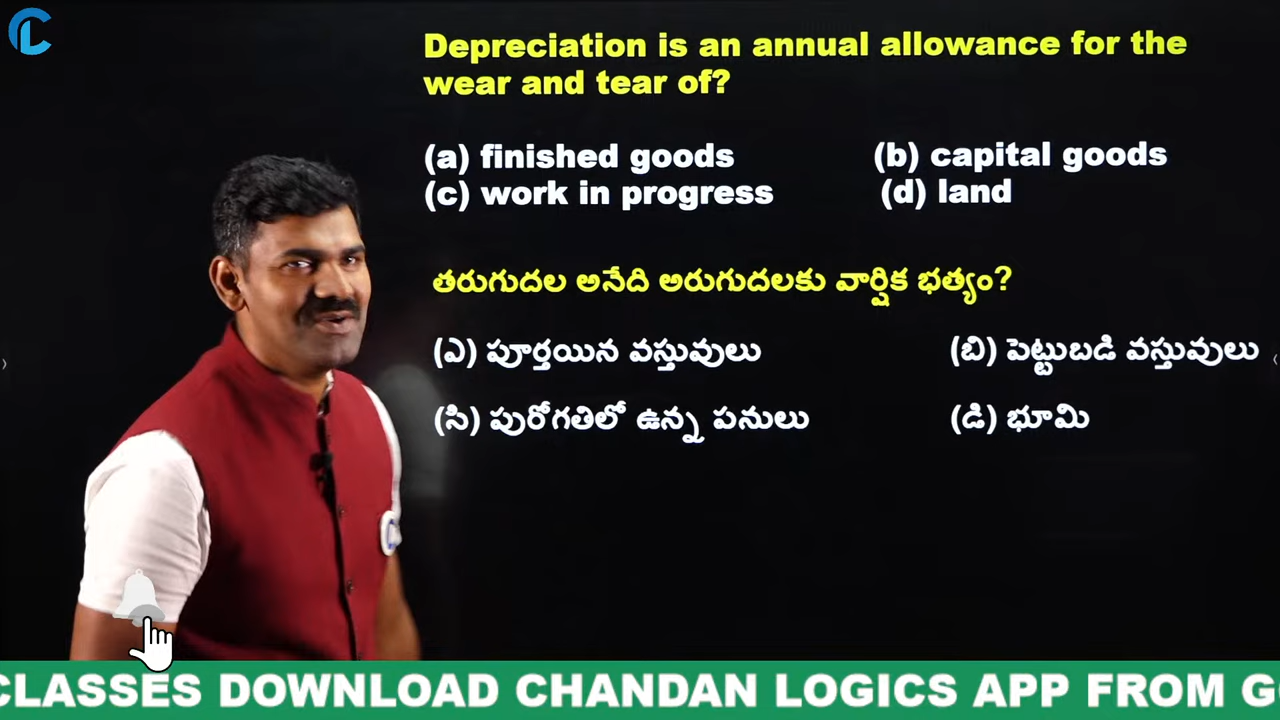 Depreciation is an annual allowance for the
wear and tear of?
(a) finished goods (b) capital goods
(c) work in progress (d) land
తరుగుదల అనేది అరుగుదలకు వార్షిక భత్యం?
(ఎ) పూర్తయిన వస్తువులు (బి) పెట్టుబడి వస్తువులు
(సి) పురోగతిలో ఉన్న పనులు (డి) భూమి
CLASSES DOWNLOAD CHANDAN LOGICS APP FROM